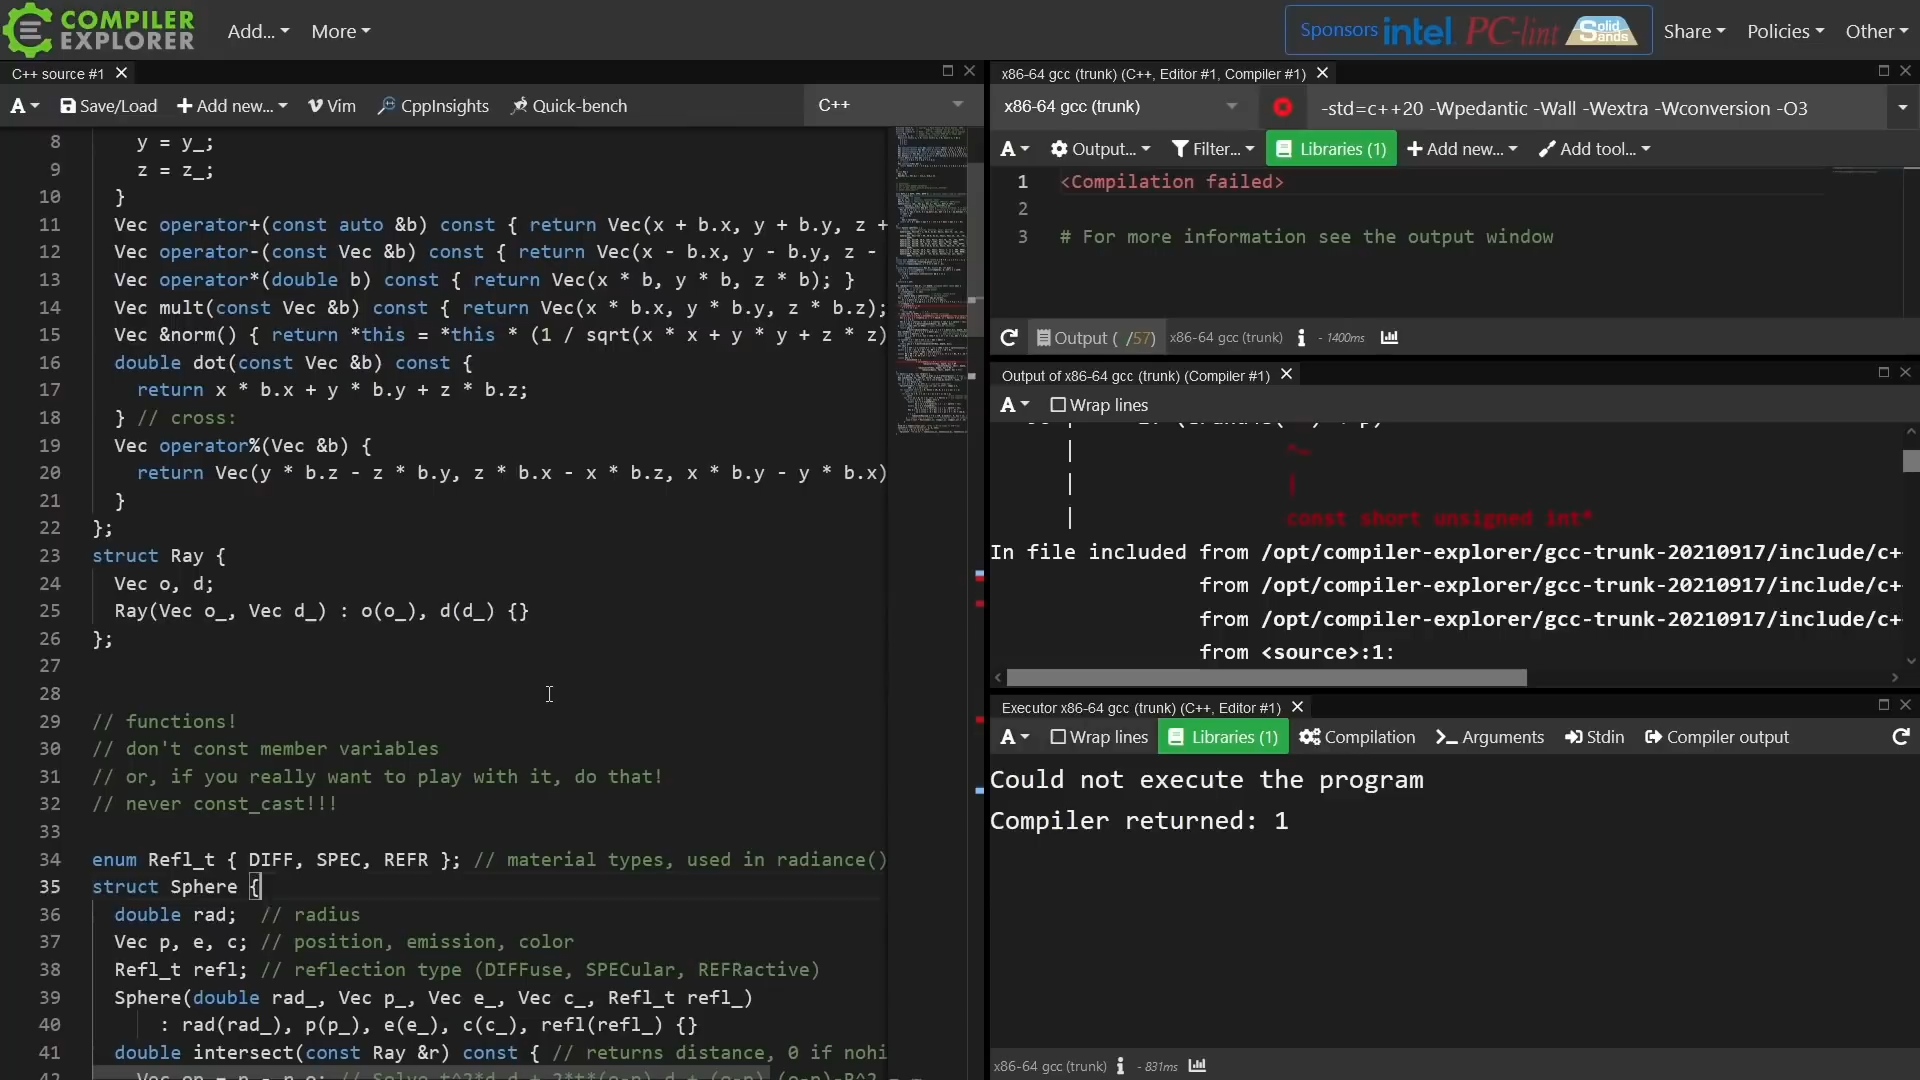 COMPILER
EXPLORER
Add...
More
Sponsors intel PC-lint Solid Sands
Share
Policies
Other
C++ source #1
A
Save/Load
Add new...
Vim
CppInsights
Quick-bench
C++
8 y = y_;
9 z = z_;
10 }
11 Vec operator+(const auto &b) const { return Vec(x + b.x, y + b.y, z +
12 Vec operator-(const Vec &b) const { return Vec(x - b.x, y - b.y, z -
13 Vec operator*(double b) const { return Vec(x * b, y * b, z * b); }
14 Vec mult(const Vec &b) const { return Vec(x * b.x, y * b.y, z * b.z);
15 Vec &norm() { return *this = *this * (1 / sqrt(x * x + y * y + z * z)
16 double dot(const Vec &b) const {
17 return x * b.x + y * b.y + z * b.z;
18 } // cross:
19 Vec operator%(Vec &b) {
20 return Vec(y * b.z - z * b.y, z * b.x - x * b.z, x * b.y - y * b.x)
21 }
22 };
23 struct Ray {
24 Vec o, d;
25 Ray(Vec o_, Vec d_) : o(o_), d(d_) {}
26 };
27
28
29 // functions!
30 // don't const member variables
31 // or, if you really want to play with it, do that!
32 // never const_cast!!!
33
34 enum Refl_t { DIFF, SPEC, REFR }; // material types, used in radiance()
35 struct Sphere {
36 double rad; // radius
37 Vec p, e, c; // position, emission, color
38 Refl_t refl; // reflection type (DIFFuse, SPECular, REFRactive)
39 Sphere(double rad_, Vec p_, Vec e_, Vec c_, Refl_t refl_)
40 : rad(rad_), p(p_), e(e_), c(c_), refl(refl_) {}
41 double intersect(const Ray &r) const { // returns distance, 0 if nohi
x86-64 gcc (trunk) (C++, Editor #1, Compiler #1)
x86-64 gcc (trunk)
-std=c++20 -Wpedantic -Wall -Wextra -Wconversion -O3
A
Output...
Filter...
Libraries (1)
Add new...
Add tool...
1 <Compilation failed>
2
3 # For more information see the output window
Output ( /57)
x86-64 gcc (trunk)
- 1400ms
Output of x86-64 gcc (trunk) (Compiler #1)
A
Wrap lines
| ^~
| |
| const short unsigned int*
In file included from /opt/compiler-explorer/gcc-trunk-20210917/include/c+
from /opt/compiler-explorer/gcc-trunk-20210917/include/c+
from /opt/compiler-explorer/gcc-trunk-20210917/include/c+
from <source>:1:
Executor x86-64 gcc (trunk) (C++, Editor #1)
A
Wrap lines
Libraries (1)
Compilation
Arguments
Stdin
Compiler output
Could not execute the program
Compiler returned: 1
x86-64 gcc (trunk)
- 831ms